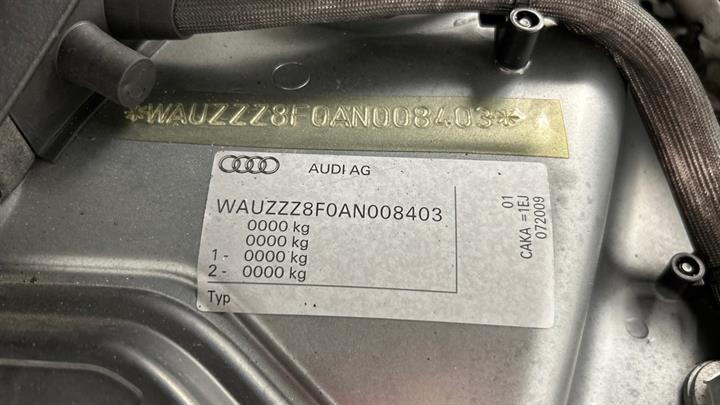 *WAUZZZ8F0AN008403*
AUDI AG
WAUZZZ8F0AN008403
0000 kg
0000 kg
1 - 0000 kg
2 - 0000 kg
Typ
01
CAKA =1EJ
072009